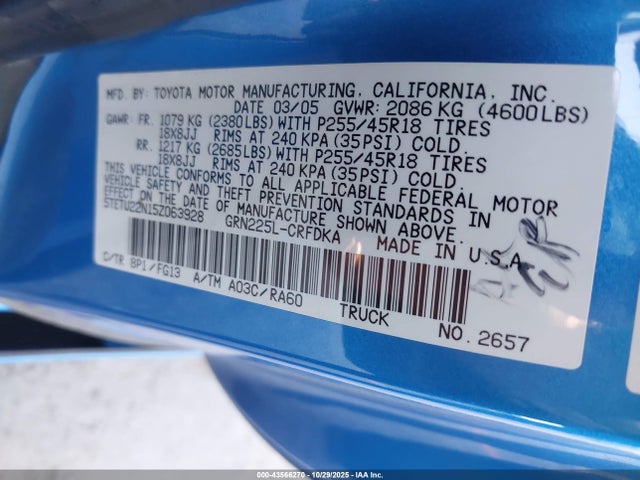 MFD. BY: TOYOTA MOTOR MANUFACTURING, CALIFORNIA, INC.
DATE 03/05 GVWR: 2086 KG (4600 LBS)
GAWR: FR. 1079 KG (2380 LBS) WITH P255/45R18 TIRES
18X8JJ RIMS AT 240 KPA (35 PSI) COLD.
RR. 1217 KG (2685 LBS) WITH P255/45R18 TIRES
18X8JJ RIMS AT 240 KPA (35 PSI) COLD.
THIS VEHICLE CONFORMS TO ALL APPLICABLE FEDERAL MOTOR
VEHICLE SAFETY AND THEFT PREVENTION STANDARDS IN
EFFECT ON THE DATE OF MANUFACTURE SHOWN ABOVE.
5TETU22N15Z063928 GRN225L-CRFDKA MADE IN U.S.A.
C/TR 8P1/FG13 A/TM A03C/RA60 TRUCK NO. 2657
000-43566270 - 10/29/2025 - IAA Inc.